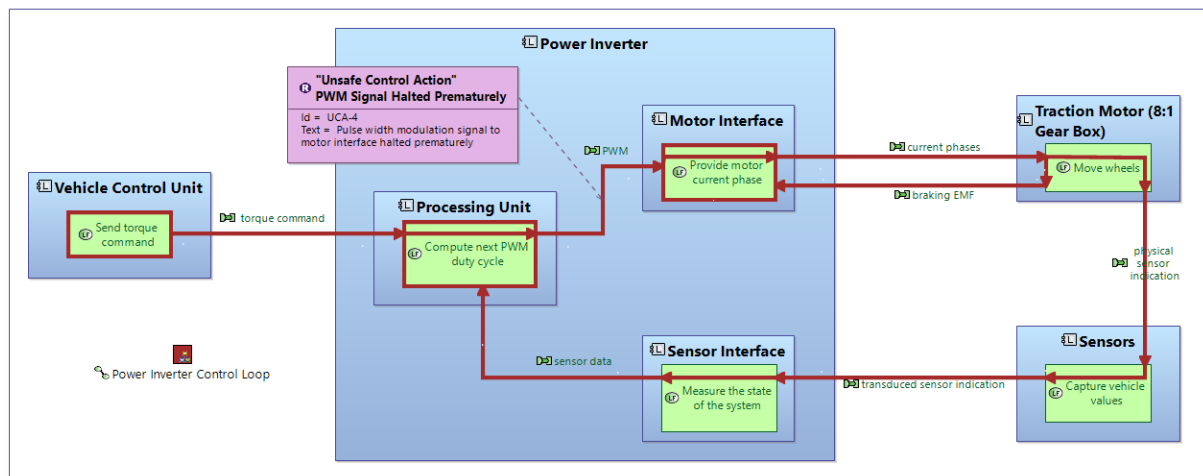 Power Inverter
"Unsafe Control Action"
PWM Signal Halted Prematurely
Id = UCA-4
Text = Pulse width modulation signal to
motor interface halted prematurely
Motor Interface
Provide motor
current phase
Traction Motor (8:1
Gear Box)
Move wheels
current phases
braking EMF
PWM
Vehicle Control Unit
Send torque
command
torque command
Processing Unit
Compute next PWM
duty cycle
physical
sensor
indication
Power Inverter Control Loop
sensor data
Sensor Interface
Measure the state
of the system
transduced sensor indication
Sensors
Capture vehicle
values